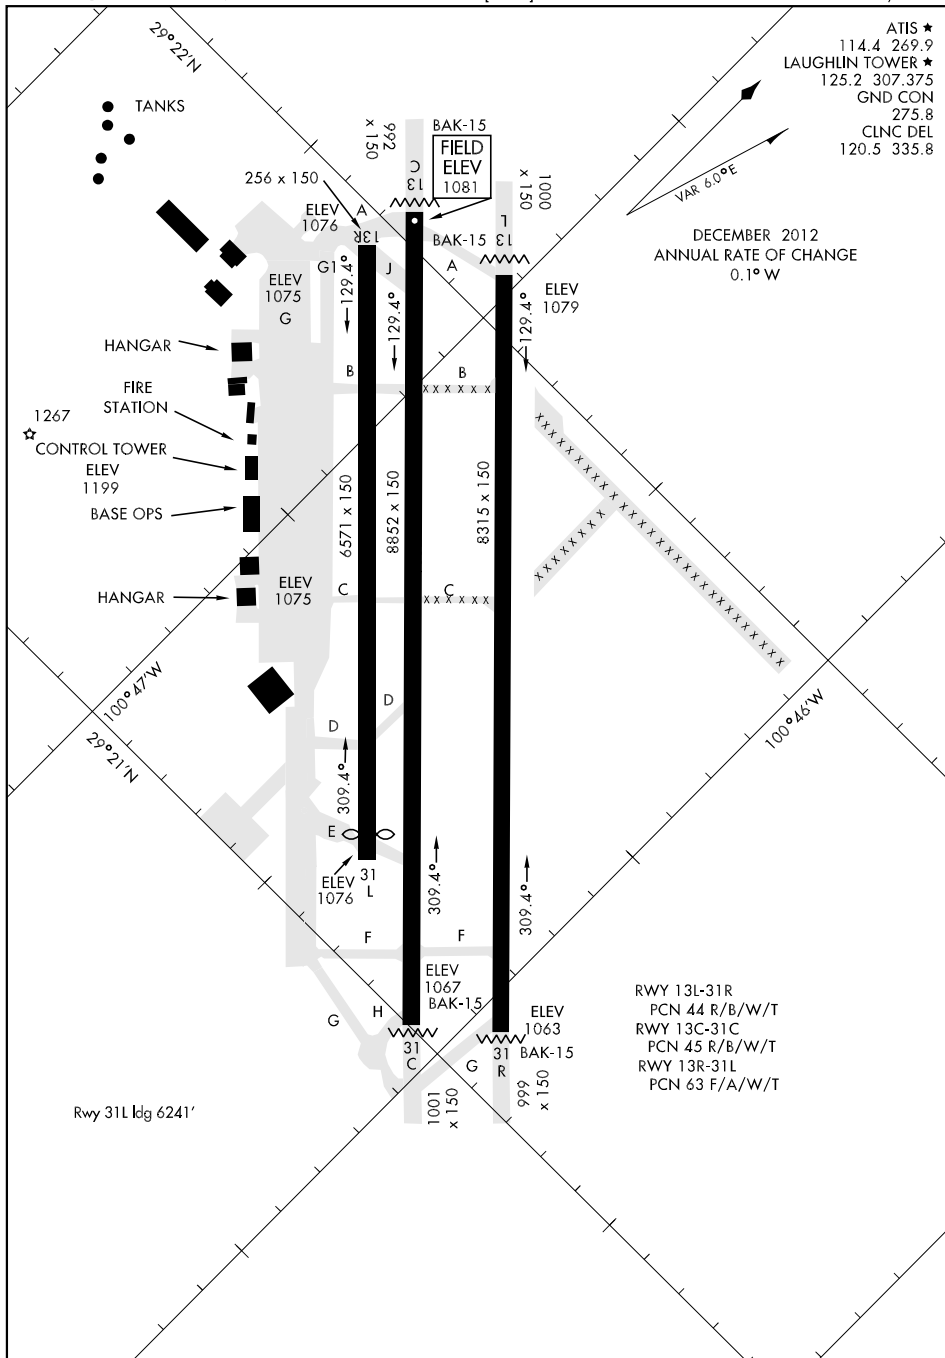 29°22'N
ATIS ★
114.4 269.9
LAUGHLIN TOWER ★
125.2 307.375
GND CON
275.8
CLNC DEL
120.5 335.8
TANKS
992
x 150
BAK-15
FIELD
ELEV
1081
13
C
1000
x 150
13
L
VAR 6.0°E
256 x 150
ELEV
1076
A
13R
BAK-15
DECEMBER 2012
ANNUAL RATE OF CHANGE
0.1° W
G1
J
A
ELEV
1075
G
ELEV
1079
129.4°
129.4°
129.4°
HANGAR
B
B
x x x x x x
FIRE
STATION
1267
CONTROL TOWER
ELEV
1199
BASE OPS
6571 x 150
8852 x 150
8315 x 150
HANGAR
ELEV
1075
C
C
x x x x x x
100°47'W
29°21'N
100°46'W
D
D
309.4°
E
ELEV
1076
31
L
309.4°
309.4°
F
F
ELEV
1067
BAK-15
G
H
ELEV
1063
31
C
31
R
BAK-15
G
1001
x 150
999
x 150
RWY 13L-31R
PCN 44 R/B/W/T
RWY 13C-31C
PCN 45 R/B/W/T
RWY 13R-31L
PCN 63 F/A/W/T
Rwy 31L ldg 6241'